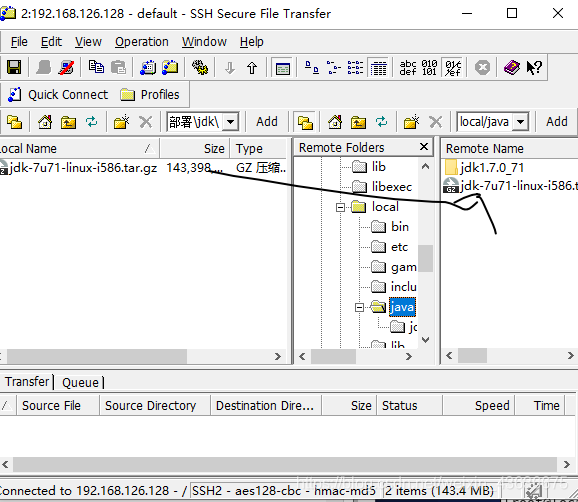 2:192.168.126.128 - default - SSH Secure File Transfer
File Edit View Operation Window Help
abc def 010 101
Quick Connect Profiles
部署\jdk\ Add local/java Add
Local Name / Size Type Remote Folders Remote Name
jdk-7u71-linux-i586.tar.gz 143,398,... GZ 压缩...
lib
libexec
local
bin
etc
gam
inclu
java
jc
lib
jdk1.7.0_71
jdk-7u71-linux-i586.t
Transfer Queue
/ Source File Source Directory Destination Dire... Size Status Speed Time
Connected to 192.168.126.128 - / SSH2 - aes128-cbc - hmac-md5 2 items (143.4 MB)